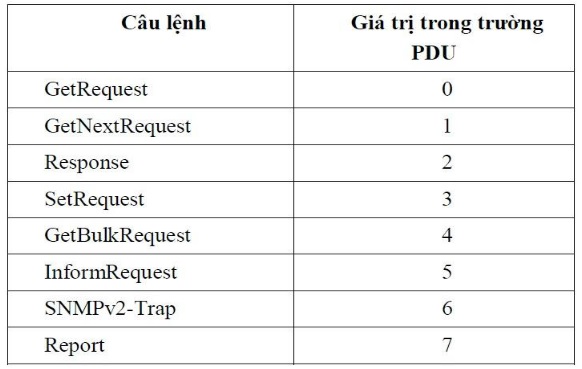 Câu lệnh
Giá trị trong trường
PDU
GetRequest 0
GetNextRequest 1
Response 2
SetRequest 3
GetBulkRequest 4
InformRequest 5
SNMPv2-Trap 6
Report 7